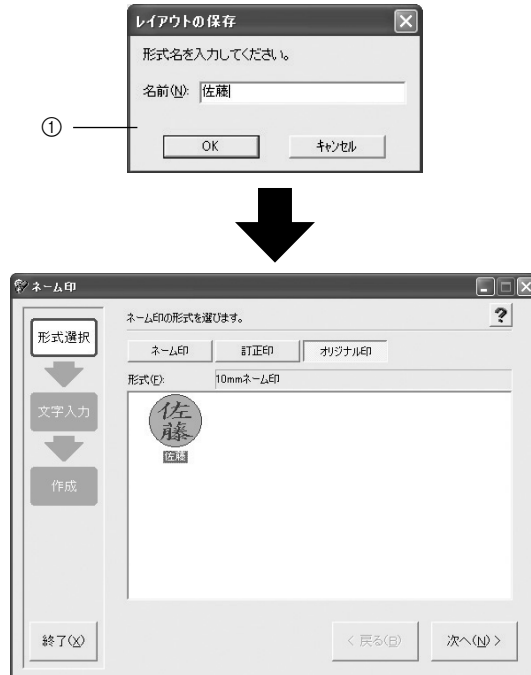 レイアウトの保存
形式名を入力してください。
名前(N): 佐藤
①
OK キャンセル
ネーム印
形式選択
文字入力
作成
終了(X)
ネーム印の形式を選びます。 ?
ネーム印 訂正印 オリジナル印
形式(F): 10mmネーム印
佐藤
佐藤
< 戻る(B) 次へ(N) >